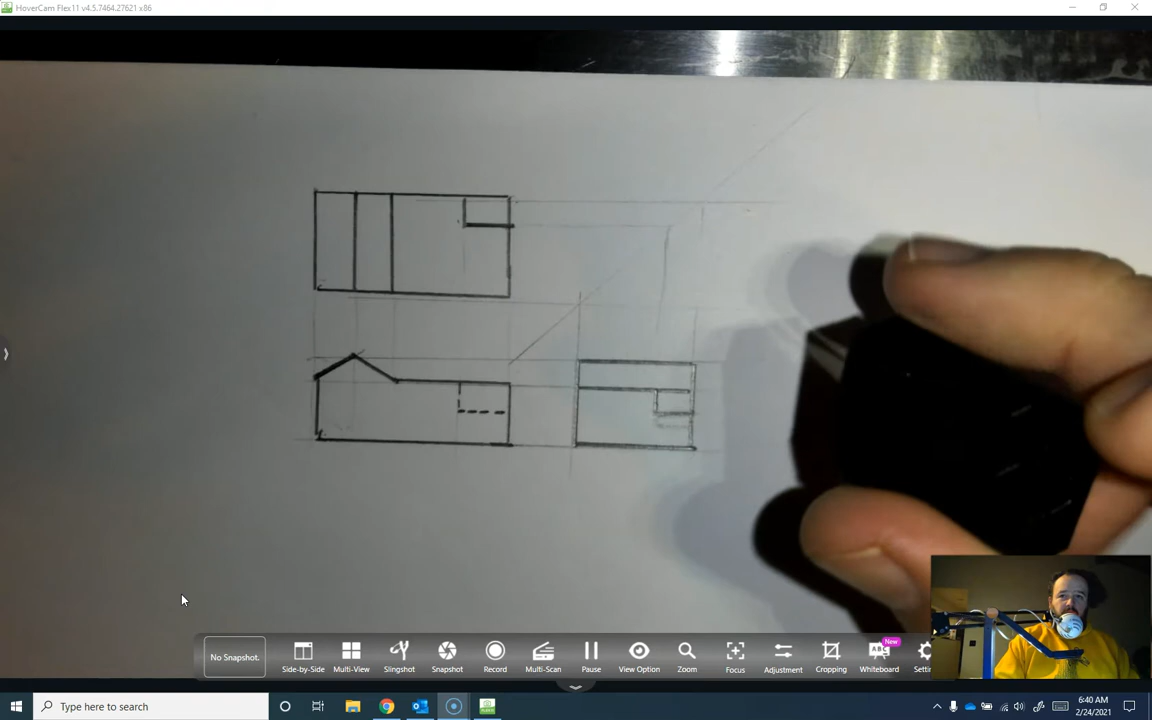 HoverCam Flex11 v4.5.7464.27621 x86
No Snapshot.
Side-by-Side
Multi-View
Slingshot
Snapshot
Record
Multi-Scan
Pause
View Option
Zoom
Focus
Adjustment
Cropping
New
Whiteboard
Type here to search
6:40 AM
2/24/2021